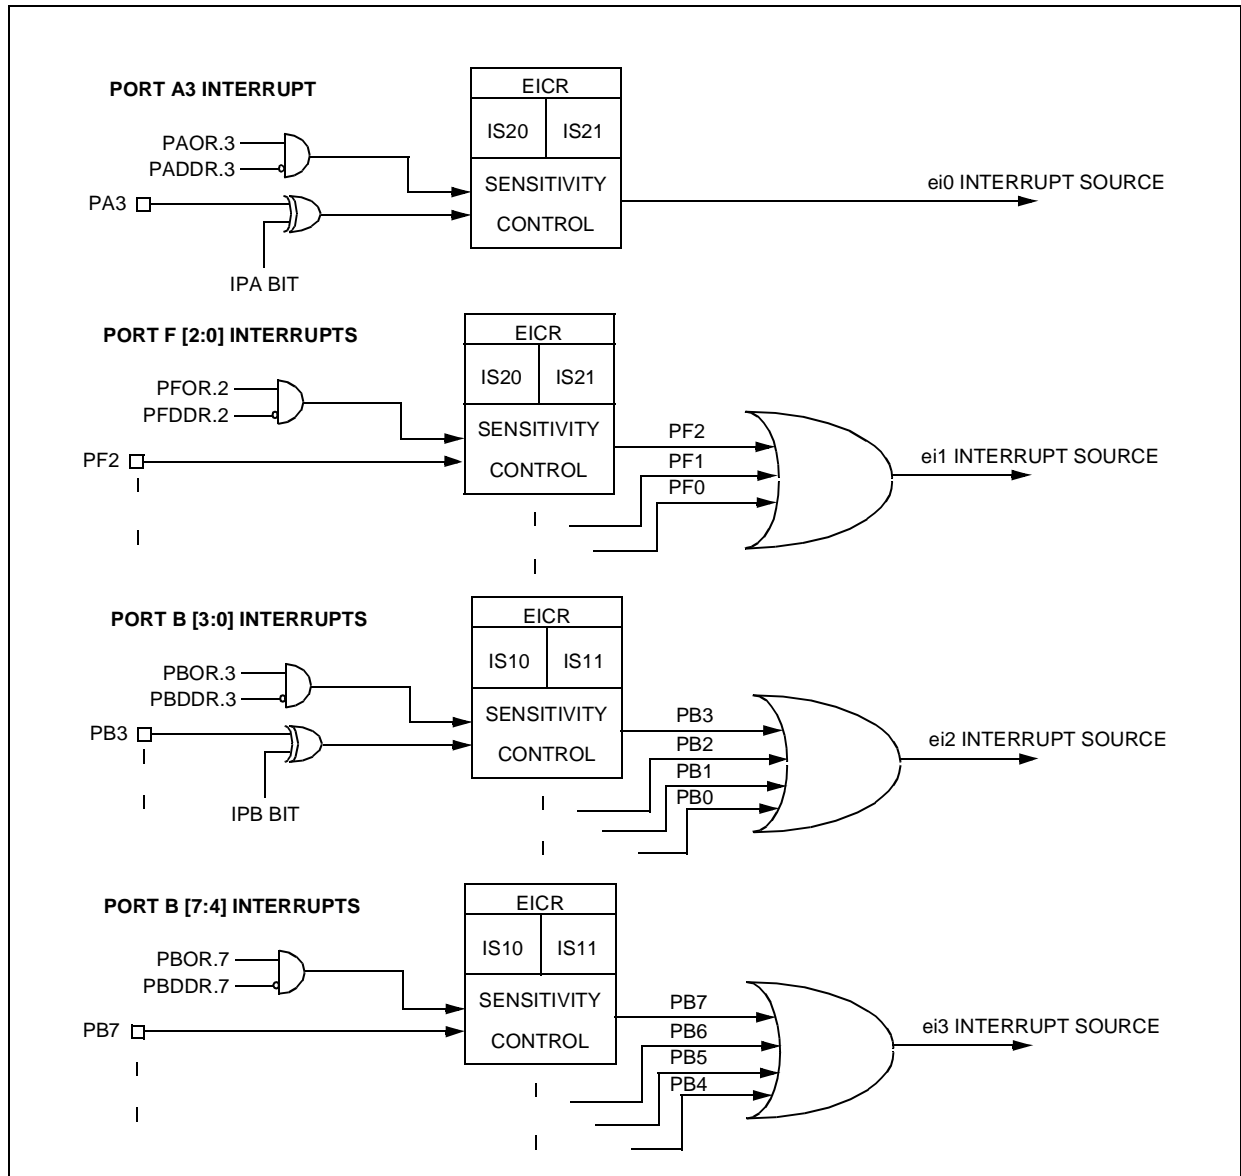 PORT A3 INTERRUPT
EICR
IS20 IS21
PAOR.3
PADDR.3
SENSITIVITY
CONTROL
PA3
IPA BIT
ei0 INTERRUPT SOURCE
PORT F [2:0] INTERRUPTS
EICR
IS20 IS21
PFOR.2
PFDDR.2
SENSITIVITY
CONTROL
PF2
PF2
PF1
PF0
ei1 INTERRUPT SOURCE
PORT B [3:0] INTERRUPTS
EICR
IS10 IS11
PBOR.3
PBDDR.3
SENSITIVITY
CONTROL
PB3
IPB BIT
PB3
PB2
PB1
PB0
ei2 INTERRUPT SOURCE
PORT B [7:4] INTERRUPTS
EICR
IS10 IS11
PBOR.7
PBDDR.7
SENSITIVITY
CONTROL
PB7
PB7
PB6
PB5
PB4
ei3 INTERRUPT SOURCE